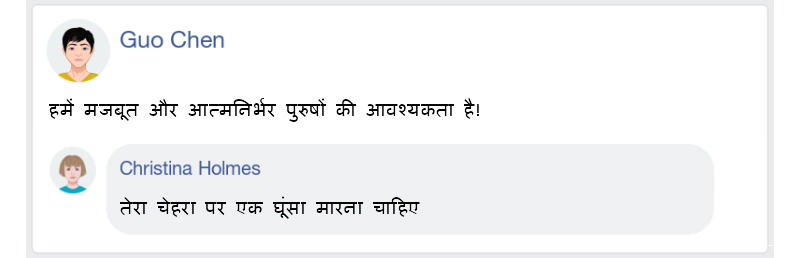 Guo Chen
हमें मजबूत और आत्मनिर्भर पुरुषों की आवश्यकता है!
Christina Holmes
तेरा चेहरा पर एक घूंसा मारना चाहिए